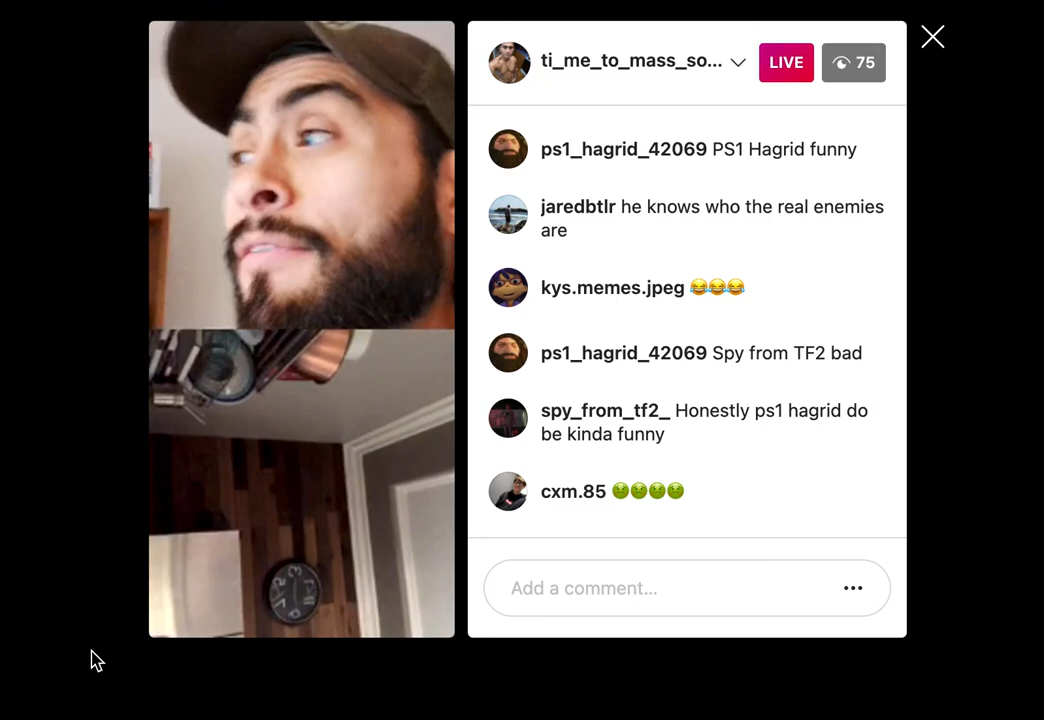 ti_me_to_mass_so...
LIVE
75
ps1_hagrid_42069 PS1 Hagrid funny
jaredbtlr he knows who the real enemies
are
kys.memes.jpeg 😂😂😂
ps1_hagrid_42069 Spy from TF2 bad
spy_from_tf2_ Honestly ps1 hagrid do
be kinda funny
cxm.85 🤢🤢🤢🤢
Add a comment...